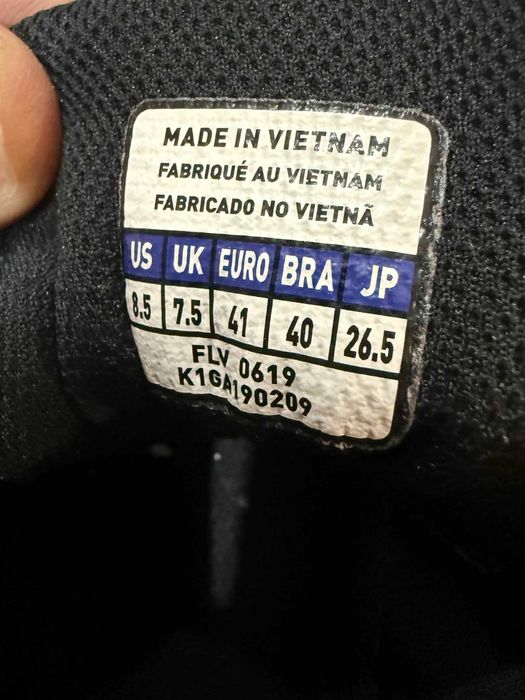 MADE IN VIETNAM
FABRIQUÉ AU VIETNAM
FABRICADO NO VIETNÃ
US UK EURO BRA JP
8.5 7.5 41 40 26.5
FLV 0619
K1GA190209